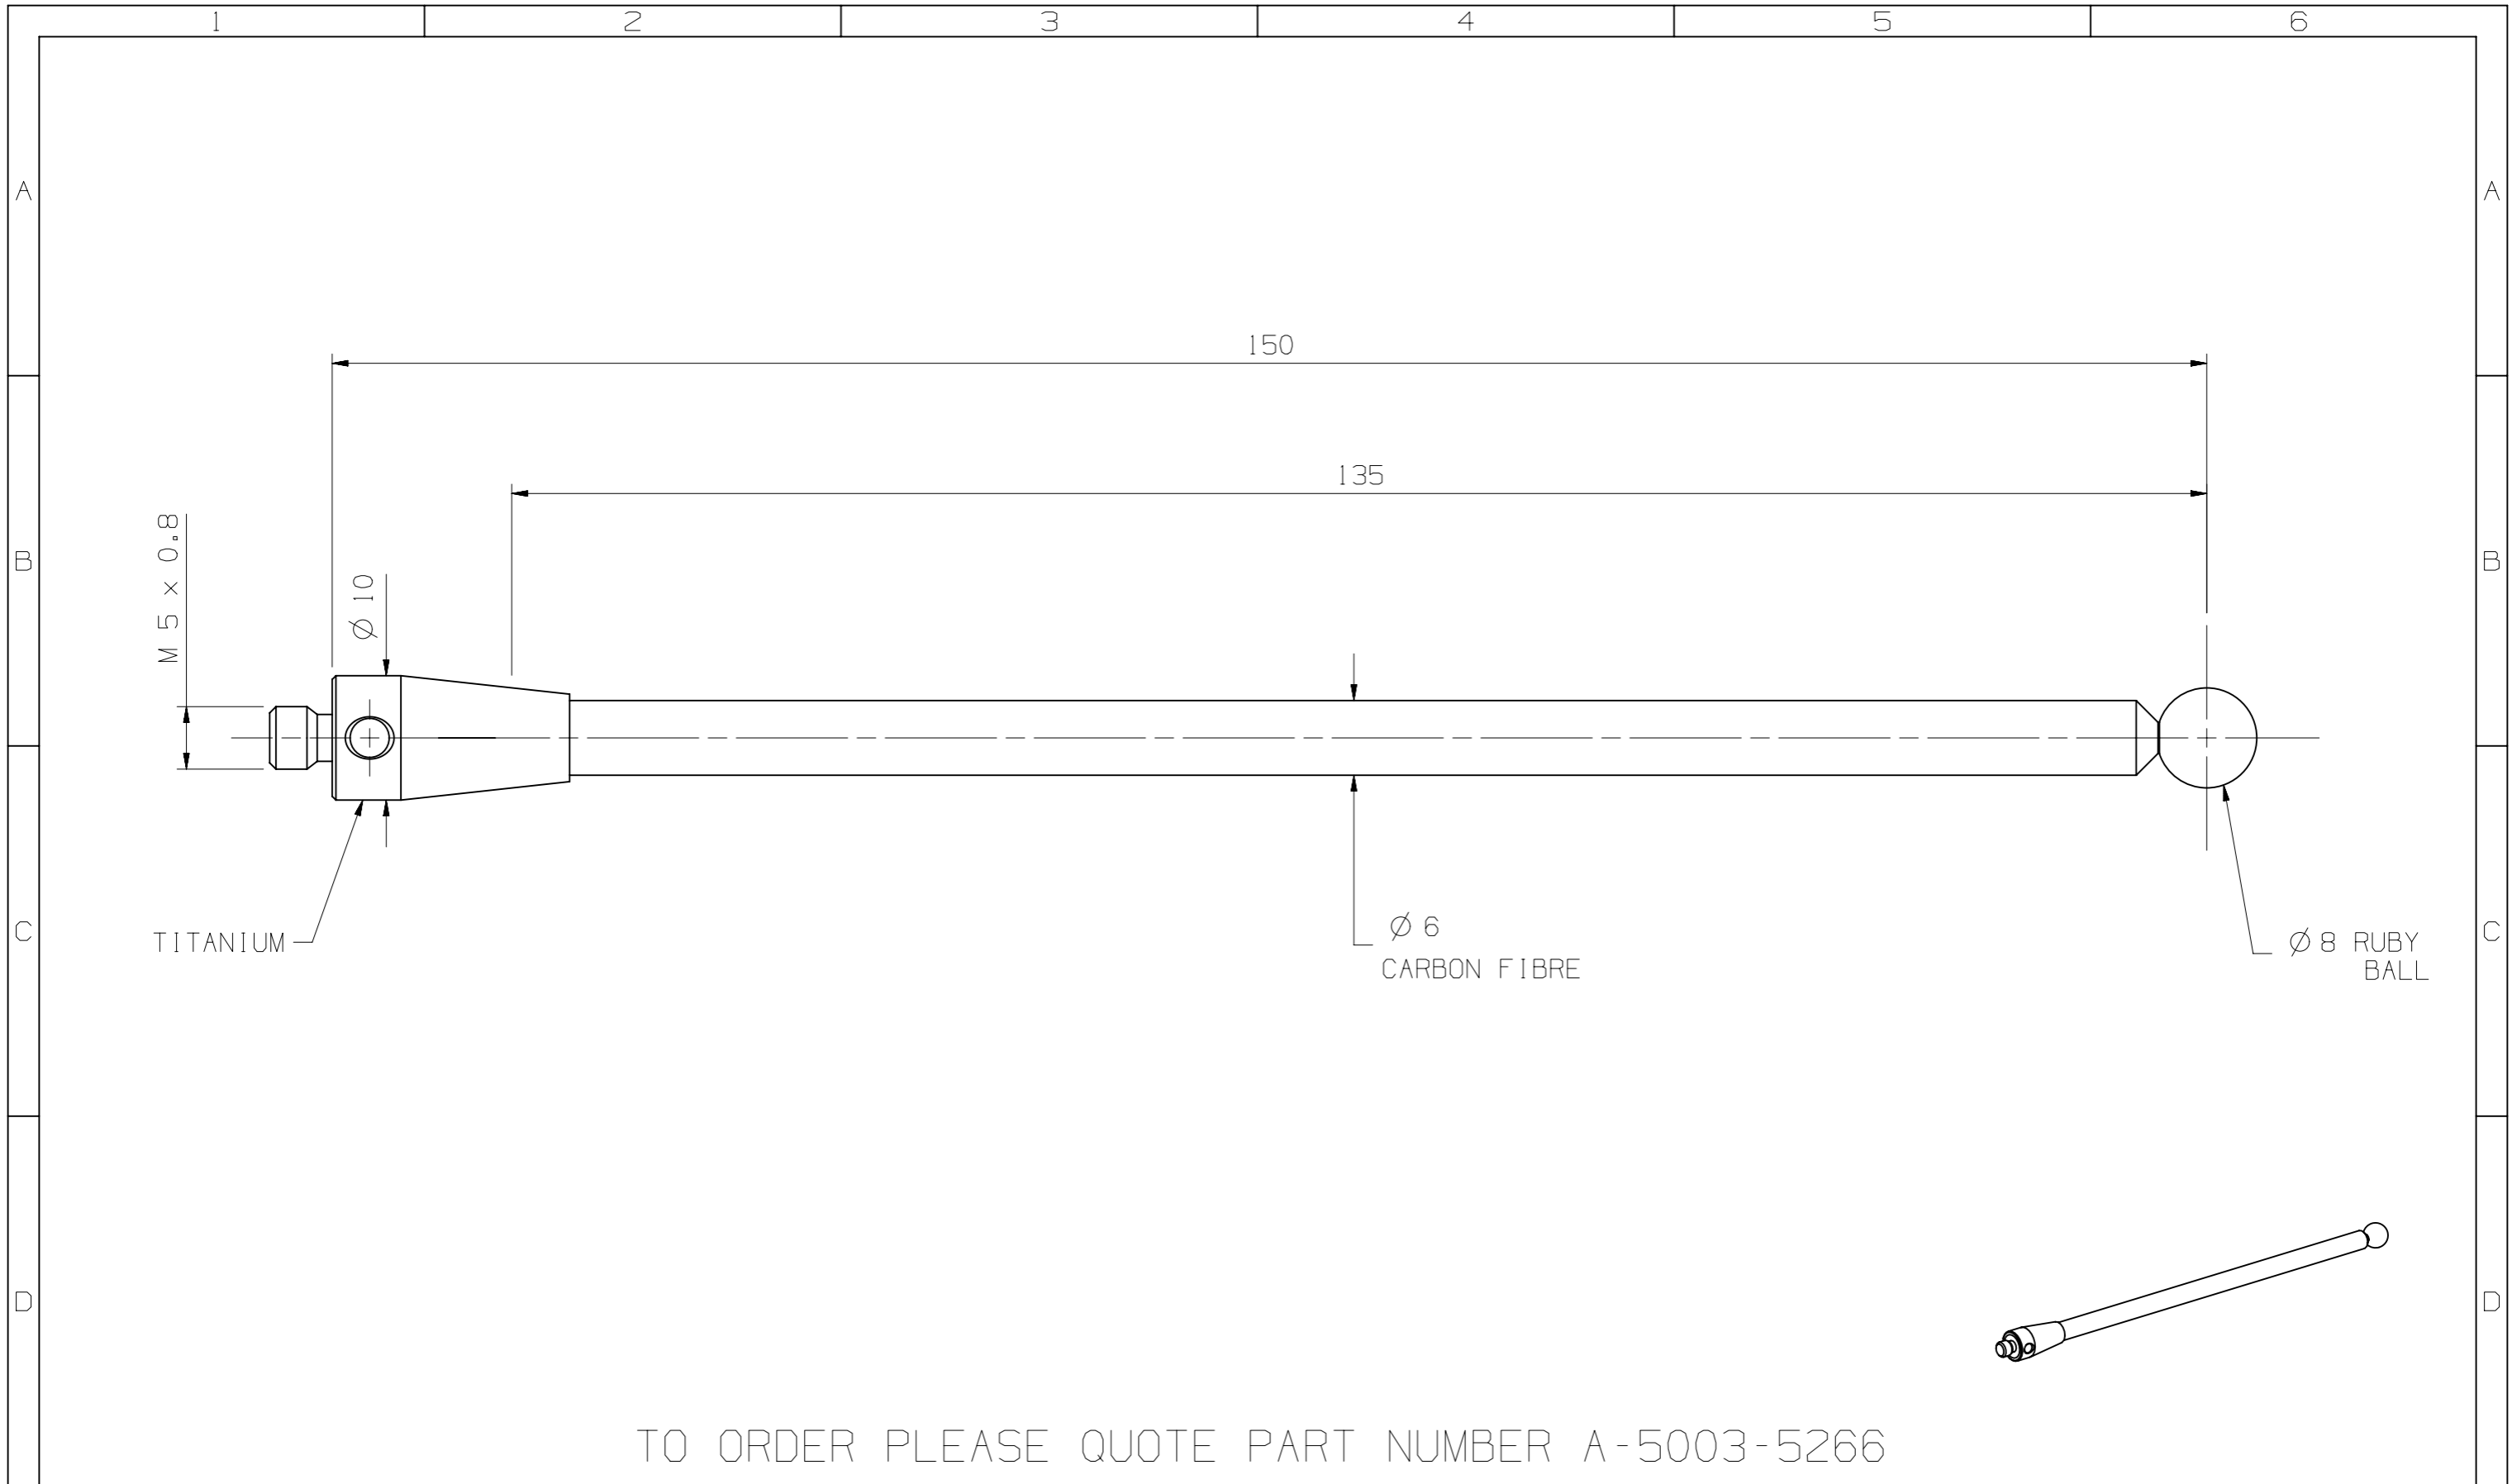 1 2 3 4 5 6
A A
150
135
M 5 x 0.8
B B
Ø 10
C C
TITANIUM
Ø 6
CARBON FIBRE
Ø 8 RUBY
BALL
D D
TO ORDER PLEASE QUOTE PART NUMBER A-5003-5266